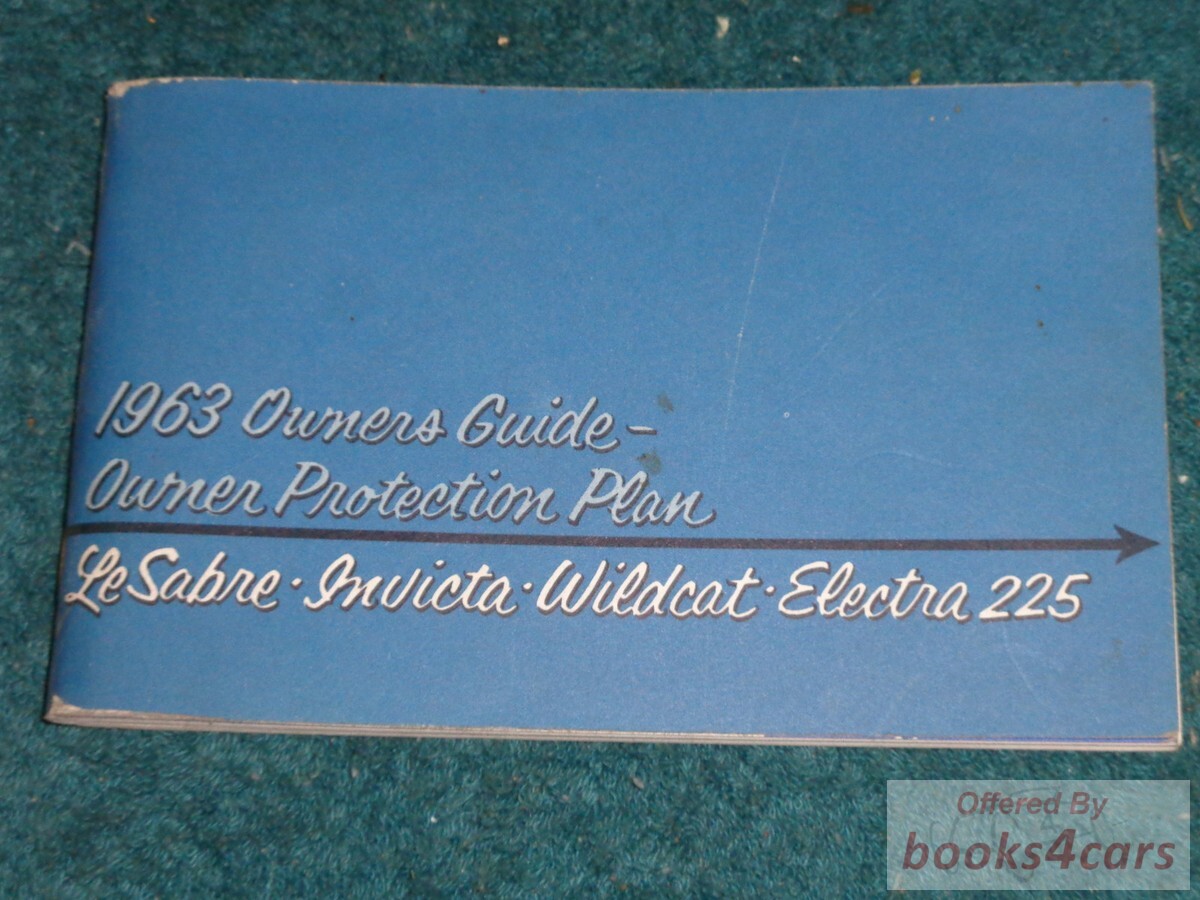 1963 Owners Guide –
Owner Protection Plan
LeSabre · Invicta · Wildcat · Electra 225
Offered By
books4cars